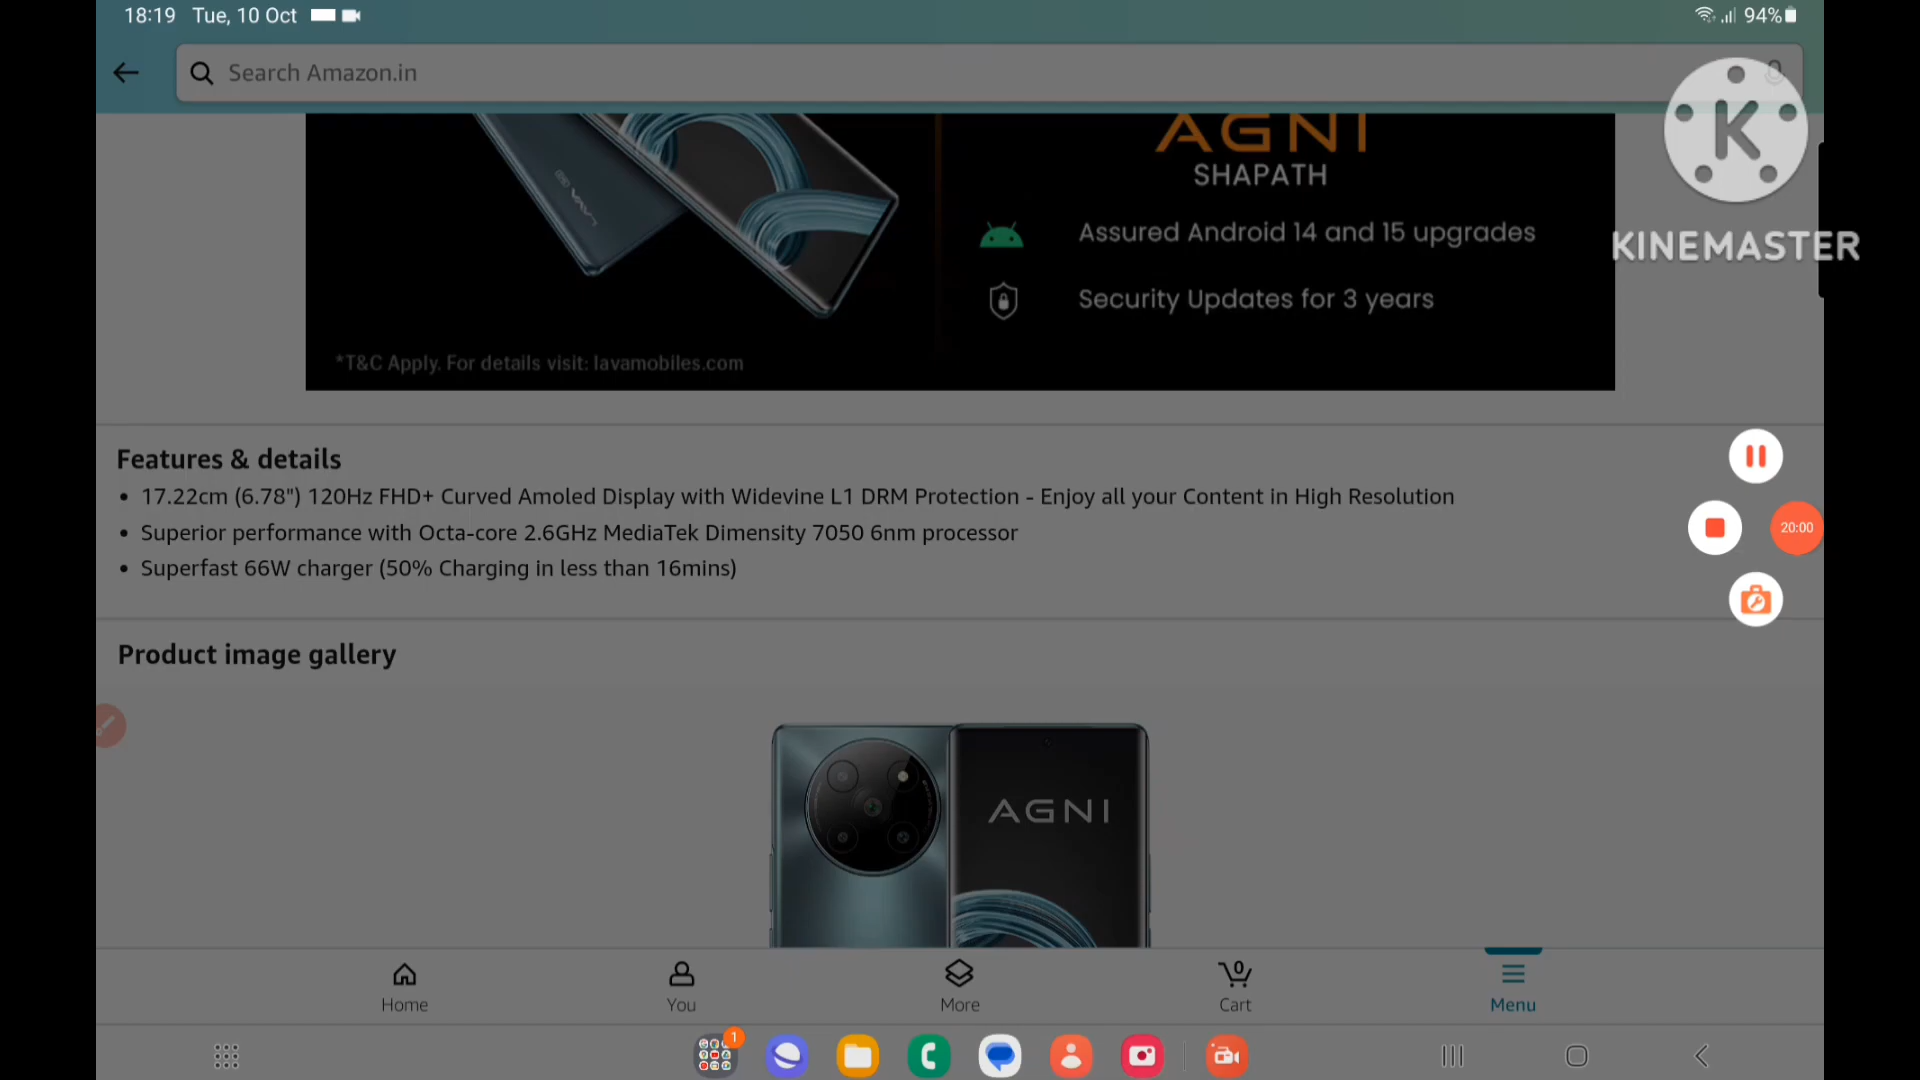 18:19 Tue, 10 Oct
94%
Search Amazon.in
KINEMASTER
K
AGNI
SHAPATH
LAVA 5G
Assured Android 14 and 15 upgrades
Security Updates for 3 years
*T&C Apply. For details visit: lavamobiles.com
Features & details
• 17.22cm (6.78") 120Hz FHD+ Curved Amoled Display with Widevine L1 DRM Protection - Enjoy all your Content in High Resolution
• Superior performance with Octa-core 2.6GHz MediaTek Dimensity 7050 6nm processor
• Superfast 66W charger (50% Charging in less than 16mins)
20:00
Product image gallery
AGNI
0
Home You More Cart Menu
1